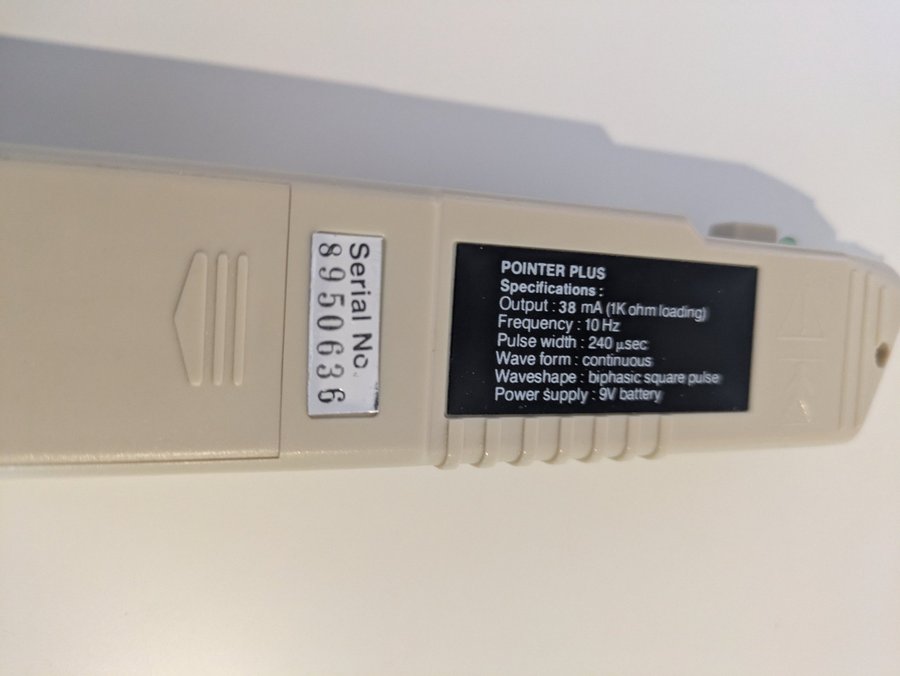 Serial No.
8950636
POINTER PLUS
Specifications :
Output : 38 mA (1K ohm loading)
Frequency : 10 Hz
Pulse width : 240 µsec
Wave form : continuous
Waveshape : biphasic square pulse
Power supply : 9V battery